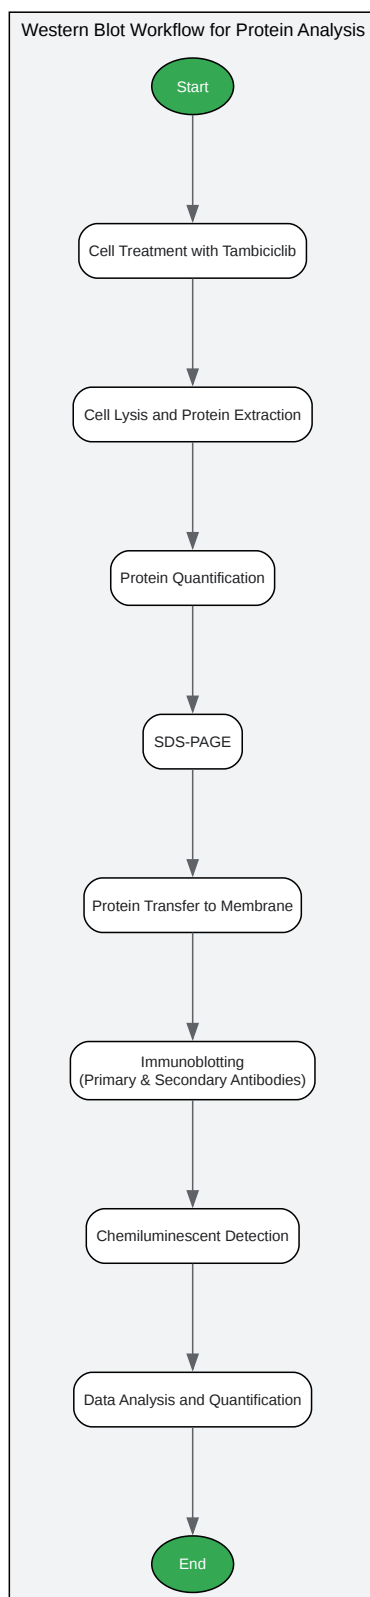 Western Blot Workflow for Protein Analysis
Start
Cell Treatment with Tambiciclib
Cell Lysis and Protein Extraction
Protein Quantification
SDS-PAGE
Protein Transfer to Membrane
Immunoblotting
(Primary & Secondary Antibodies)
Chemiluminescent Detection
Data Analysis and Quantification
End